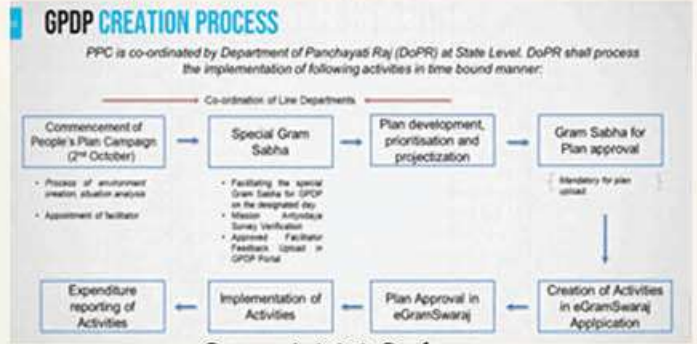 GPDP CREATION PROCESS
PPC is co-ordinated by Department of Panchayati Raj (DoPR) at State Level. DoPR shall process
the implementation of following activities in time bound manner:
Co-ordination of Line Departments
Commencement of
People's Plan Campaign
(2nd October)
Special Gram
Sabha
Plan development,
prioritisation and
projectization
Gram Sabha for
Plan approval
• Process of environment
creation, situation analysis
• Appointment of facilitator
• Facilitating the special
Gram Sabha for GPDP
on the designated day
• Mission Antyodaya
Survey Verification
• Approved Facilitator
Feedback Upload in
GPDP Portal
Mandatory for plan
upload
Expenditure
reporting of
Activities
Implementation of
Activities
Plan Approval in
eGramSwaraj
Creation of Activities
in eGramSwaraj
Applpication